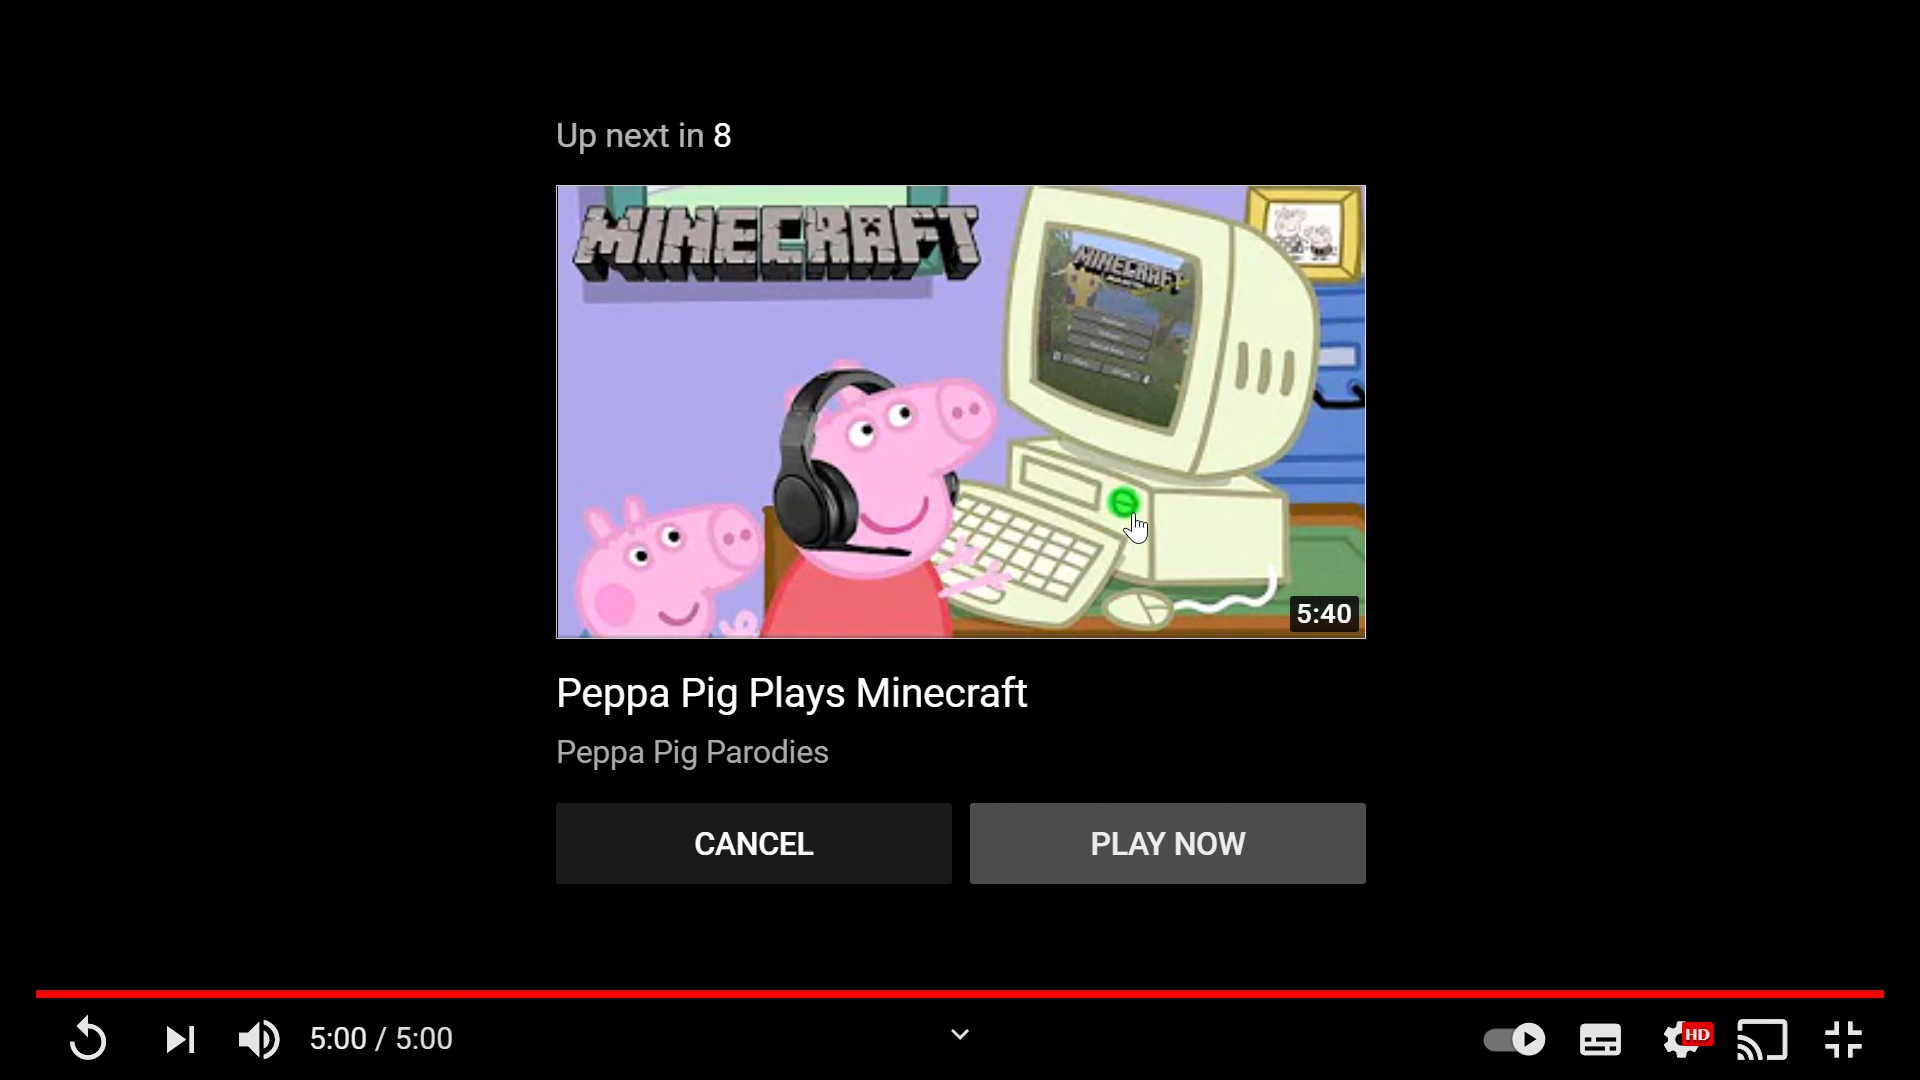 Up next in 8
MINECRAFT
MINECRAFT
5:40
Peppa Pig Plays Minecraft
Peppa Pig Parodies
CANCEL
PLAY NOW
5:00 / 5:00
HD